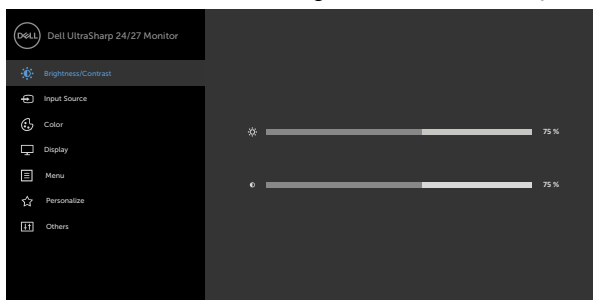 DELL Dell UltraSharp 24/27 Monitor
Brightness/Contrast
Input Source
Color
Display
Menu
Personalize
Others
75 %
75 %